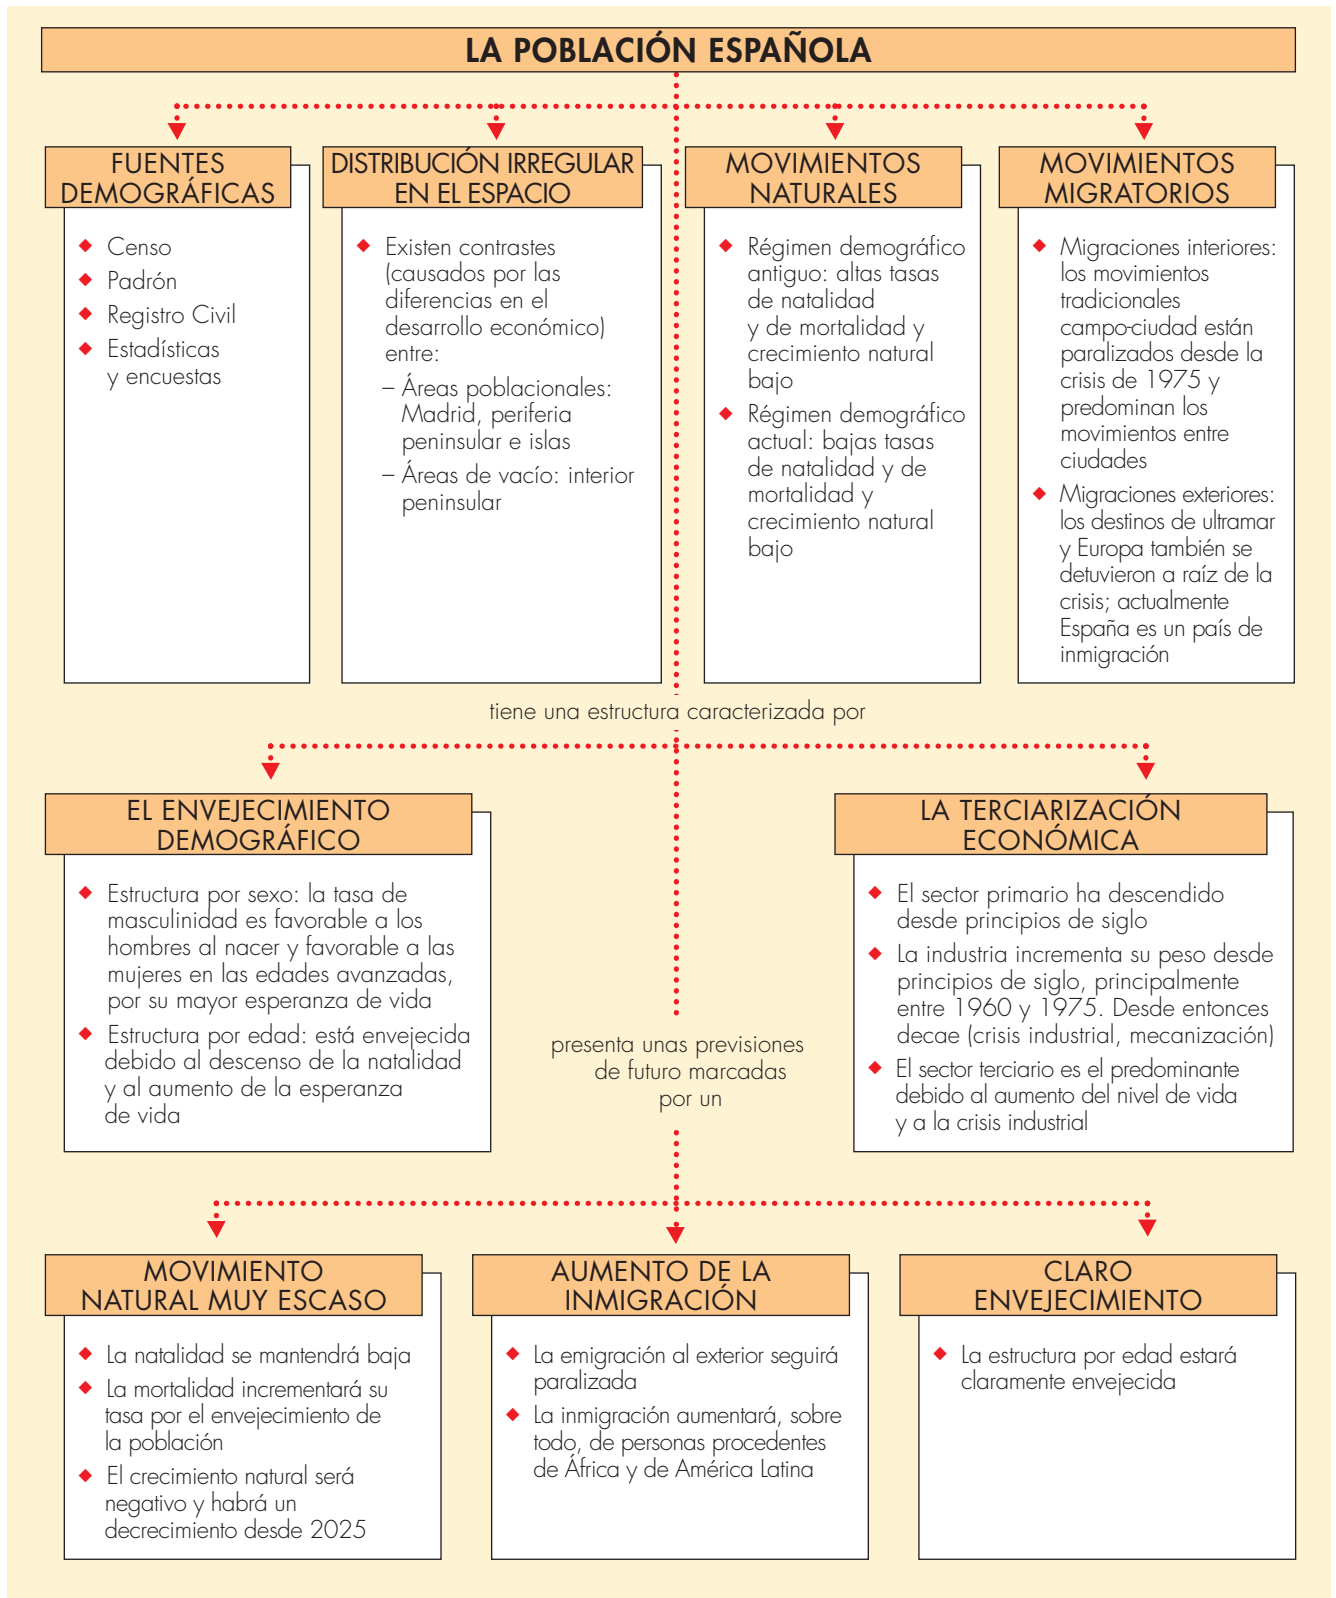 LA POBLACIÓN ESPAÑOLA
FUENTES
DEMOGRÁFICAS
Censo
Padrón
Registro Civil
Estadísticas
y encuestas
DISTRIBUCIÓN IRREGULAR
EN EL ESPACIO
Existen contrastes
(causados por las
diferencias en el
desarrollo económico)
entre:
– Áreas poblacionales:
Madrid, periferia
peninsular e islas
– Áreas de vacío: interior
peninsular
MOVIMIENTOS
NATURALES
Régimen demográfico
antiguo: altas tasas
de natalidad
y de mortalidad y
crecimiento natural
bajo
Régimen demográfico
actual: bajas tasas
de natalidad y de
mortalidad y
crecimiento natural
bajo
MOVIMIENTOS
MIGRATORIOS
Migraciones interiores:
los movimientos
tradicionales
campo-ciudad están
paralizados desde la
crisis de 1975 y
predominan los
movimientos entre
ciudades
Migraciones exteriores:
los destinos de ultramar
y Europa también se
detuvieron a raíz de la
crisis; actualmente
España es un país de
inmigración
tiene una estructura caracterizada por
EL ENVEJECIMIENTO
DEMOGRÁFICO
Estructura por sexo: la tasa de
masculinidad es favorable a los
hombres al nacer y favorable a las
mujeres en las edades avanzadas,
por su mayor esperanza de vida
Estructura por edad: está envejecida
debido al descenso de la natalidad
y al aumento de la esperanza
de vida
LA TERCIARIZACIÓN
ECONÓMICA
El sector primario ha descendido
desde principios de siglo
La industria incrementa su peso desde
principios de siglo, principalmente
entre 1960 y 1975. Desde entonces
decae (crisis industrial, mecanización)
El sector terciario es el predominante
debido al aumento del nivel de vida
y a la crisis industrial
presenta unas previsiones
de futuro marcadas
por un
MOVIMIENTO
NATURAL MUY ESCASO
La natalidad se mantendrá baja
La mortalidad incrementará su
tasa por el envejecimiento de
la población
El crecimiento natural será
negativo y habrá un
decrecimiento desde 2025
AUMENTO DE LA
INMIGRACIÓN
La emigración al exterior seguirá
paralizada
La inmigración aumentará, sobre
todo, de personas procedentes
de África y de América Latina
CLARO
ENVEJECIMIENTO
La estructura por edad estará
claramente envejecida